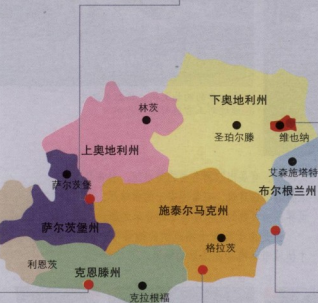 林茨
下奥地利州
圣珀尔滕
维也纳
上奥地利州
艾森施塔特
萨尔茨堡
布尔根兰州
施泰尔马克州
萨尔茨堡州
格拉茨
利恩茨
克恩滕州
克拉根福